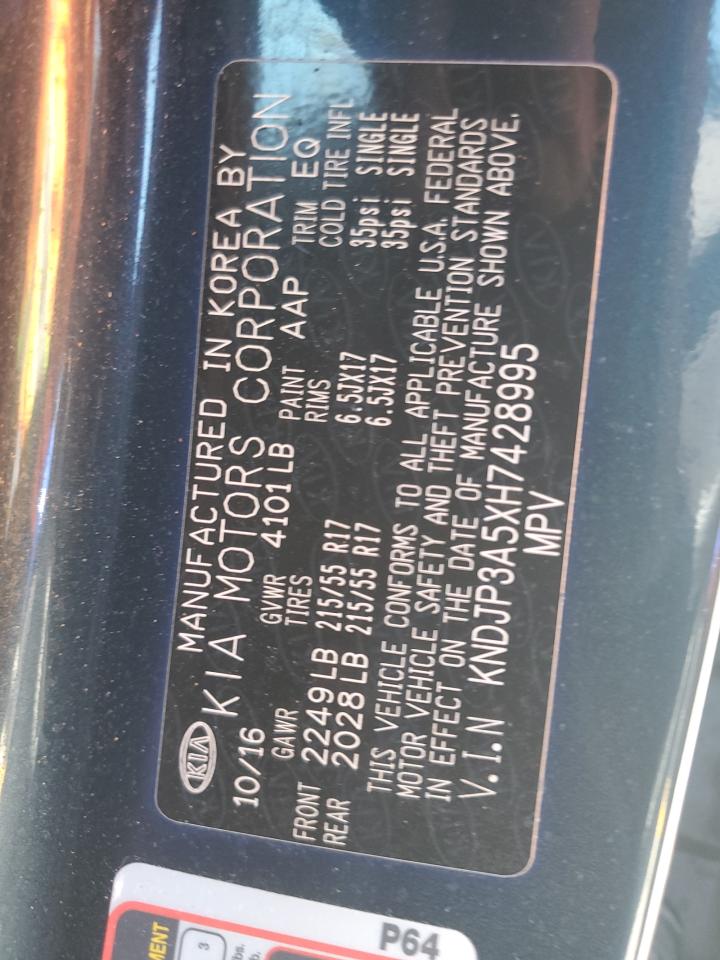 KIA MANUFACTURED IN KOREA BY
KIA MOTORS CORPORATION
10/16 GVWR 4101LB PAINT AAP TRIM EQ
GAWR TIRES RIMS COLD TIRE INFL
FRONT 2249LB 215/55 R17 6.5JX17 35psi SINGLE
REAR 2028LB 215/55 R17 6.5JX17 35psi SINGLE
THIS VEHICLE CONFORMS TO ALL APPLICABLE U.S.A. FEDERAL
MOTOR VEHICLE SAFETY AND THEFT PREVENTION STANDARDS
IN EFFECT ON THE DATE OF MANUFACTURE SHOWN ABOVE.
V.I.N KNDJP3A5XH7428995
MPV
P64
3